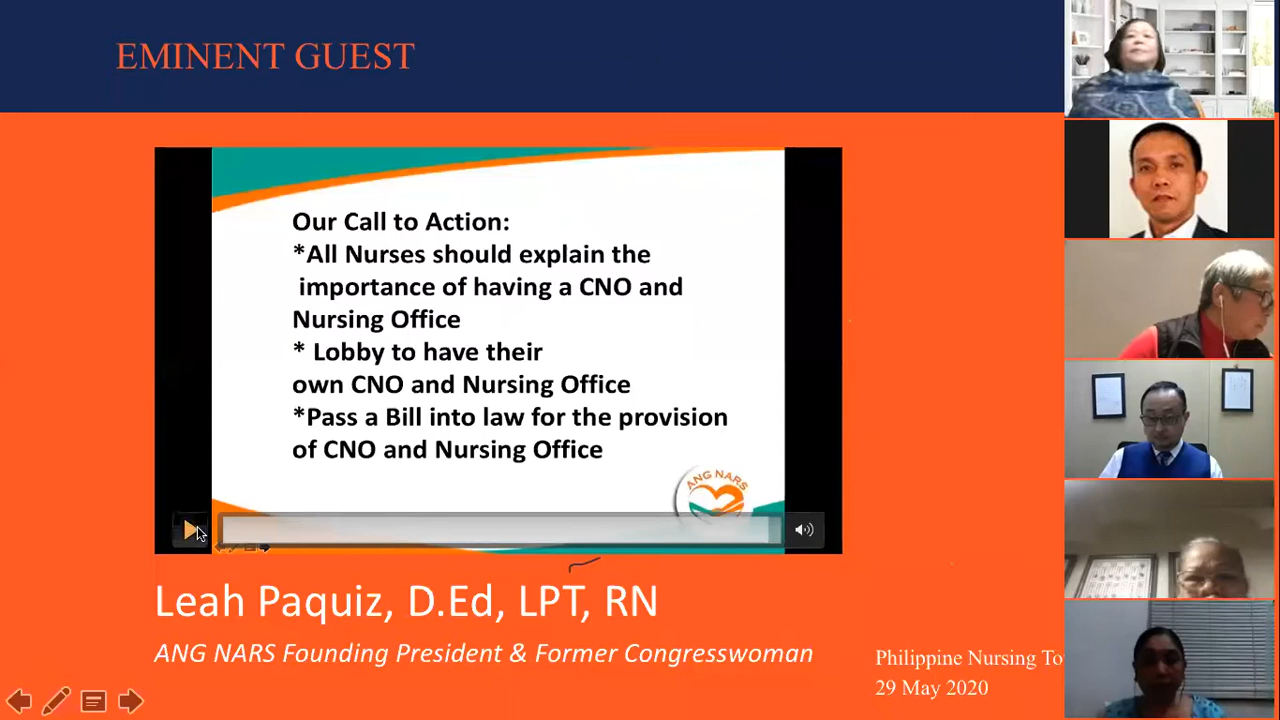 EMINENT GUEST
Our Call to Action:
*All Nurses should explain the
importance of having a CNO and
Nursing Office
* Lobby to have their
own CNO and Nursing Office
*Pass a Bill into law for the provision
of CNO and Nursing Office
ANG NARS
Leah Paquiz, D.Ed, LPT, RN
ANG NARS Founding President & Former Congresswoman
Philippine Nursing
29 May 2020